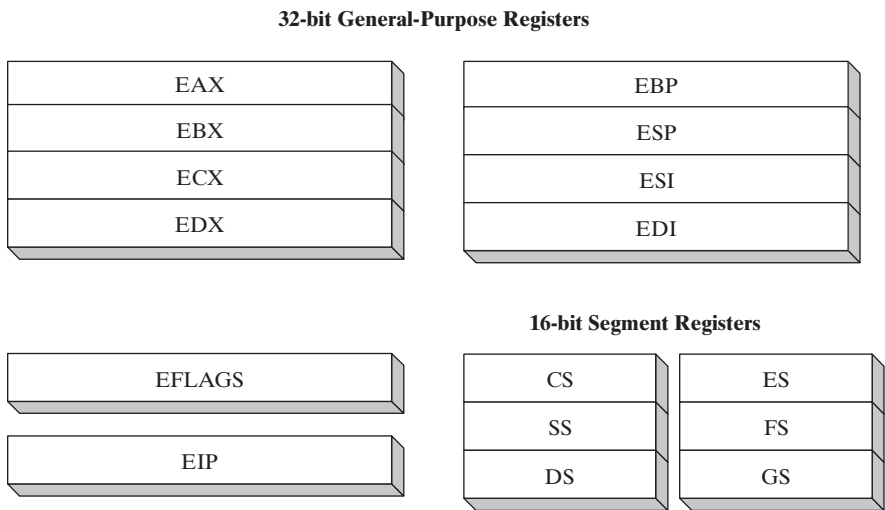 32-bit General-Purpose Registers
EAX
EBX
ECX
EDX
EBP
ESP
ESI
EDI
16-bit Segment Registers
EFLAGS
EIP
CS
SS
DS
ES
FS
GS